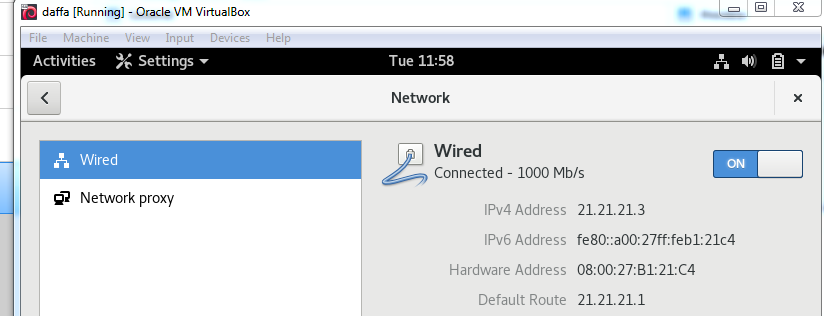 daffa [Running] - Oracle VM VirtualBox
File Machine View Input Devices Help
Activities Settings Tue 11:58
Network
Wired
Network proxy
Wired
Connected - 1000 Mb/s
ON
IPv4 Address 21.21.21.3
IPv6 Address fe80::a00:27ff:feb1:21c4
Hardware Address 08:00:27:B1:21:C4
Default Route 21.21.21.1